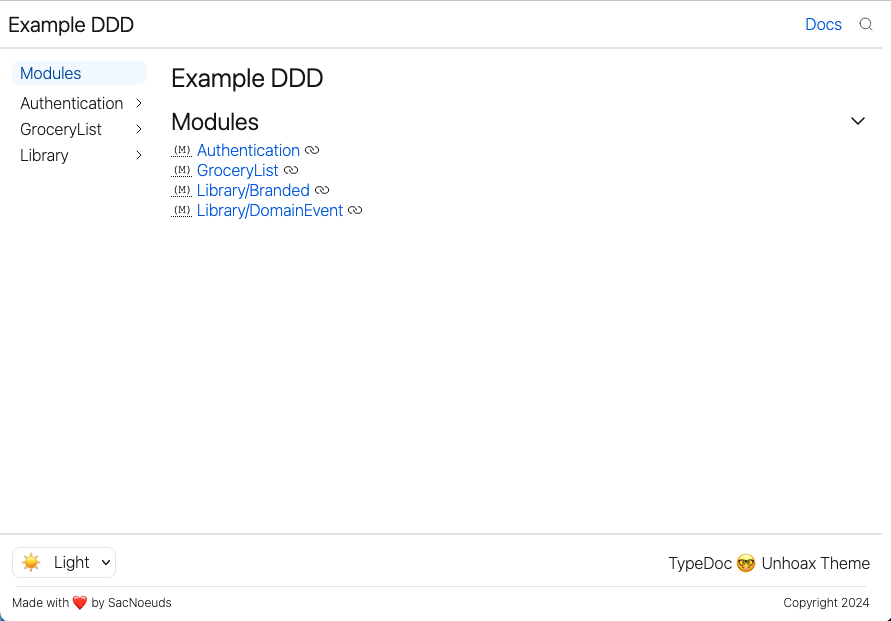 Example DDD
Docs
Modules
Authentication
GroceryList
Library
Example DDD
Modules
(M) Authentication
(M) GroceryList
(M) Library/Branded
(M) Library/DomainEvent
Light
TypeDoc 🤓 Unhoax Theme
Made with ❤️ by SacNoeuds
Copyright 2024